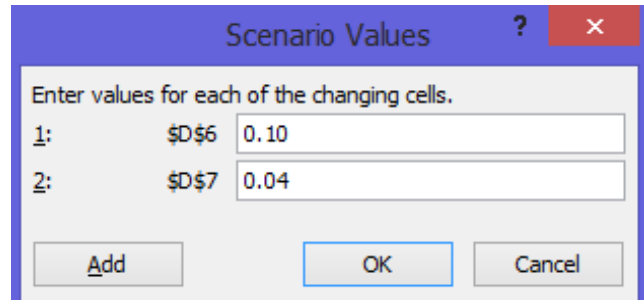 Scenario Values ? ×
Enter values for each of the changing cells.
1: $D$6 0.10
2: $D$7 0.04
Add OK Cancel